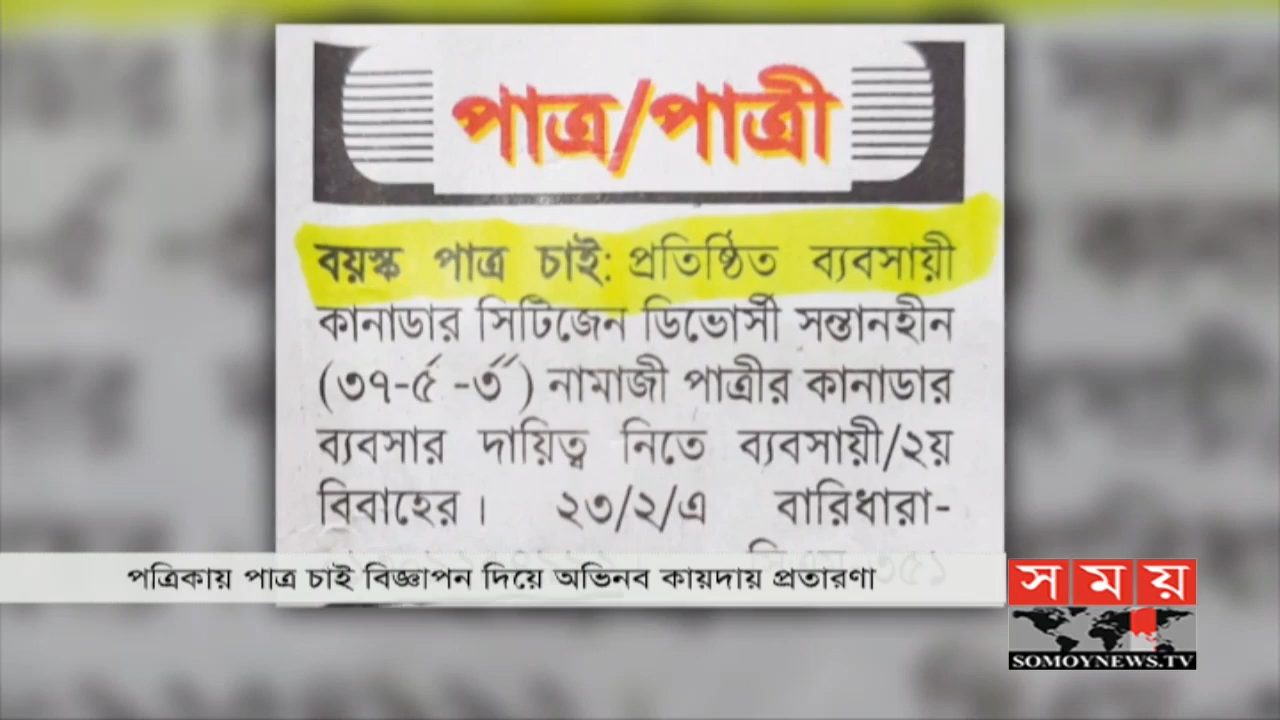 পাত্র/পাত্রী
বয়স্ক পাত্র চাই: প্রতিষ্ঠিত ব্যবসায়ী
কানাডার সিটিজেন ডিভোর্সী সন্তানহীন
(৩৭-৫´ -৩˝) নামাজী পাত্রীর কানাডার
ব্যবসার দায়িত্ব নিতে ব্যবসায়ী/২য়
বিবাহের। ২৩/২/এ বারিধারা-
পত্রিকায় পাত্র চাই বিজ্ঞাপন দিয়ে অভিনব কায়দায় প্রতারণা
সময়
SOMOYNEWS.TV